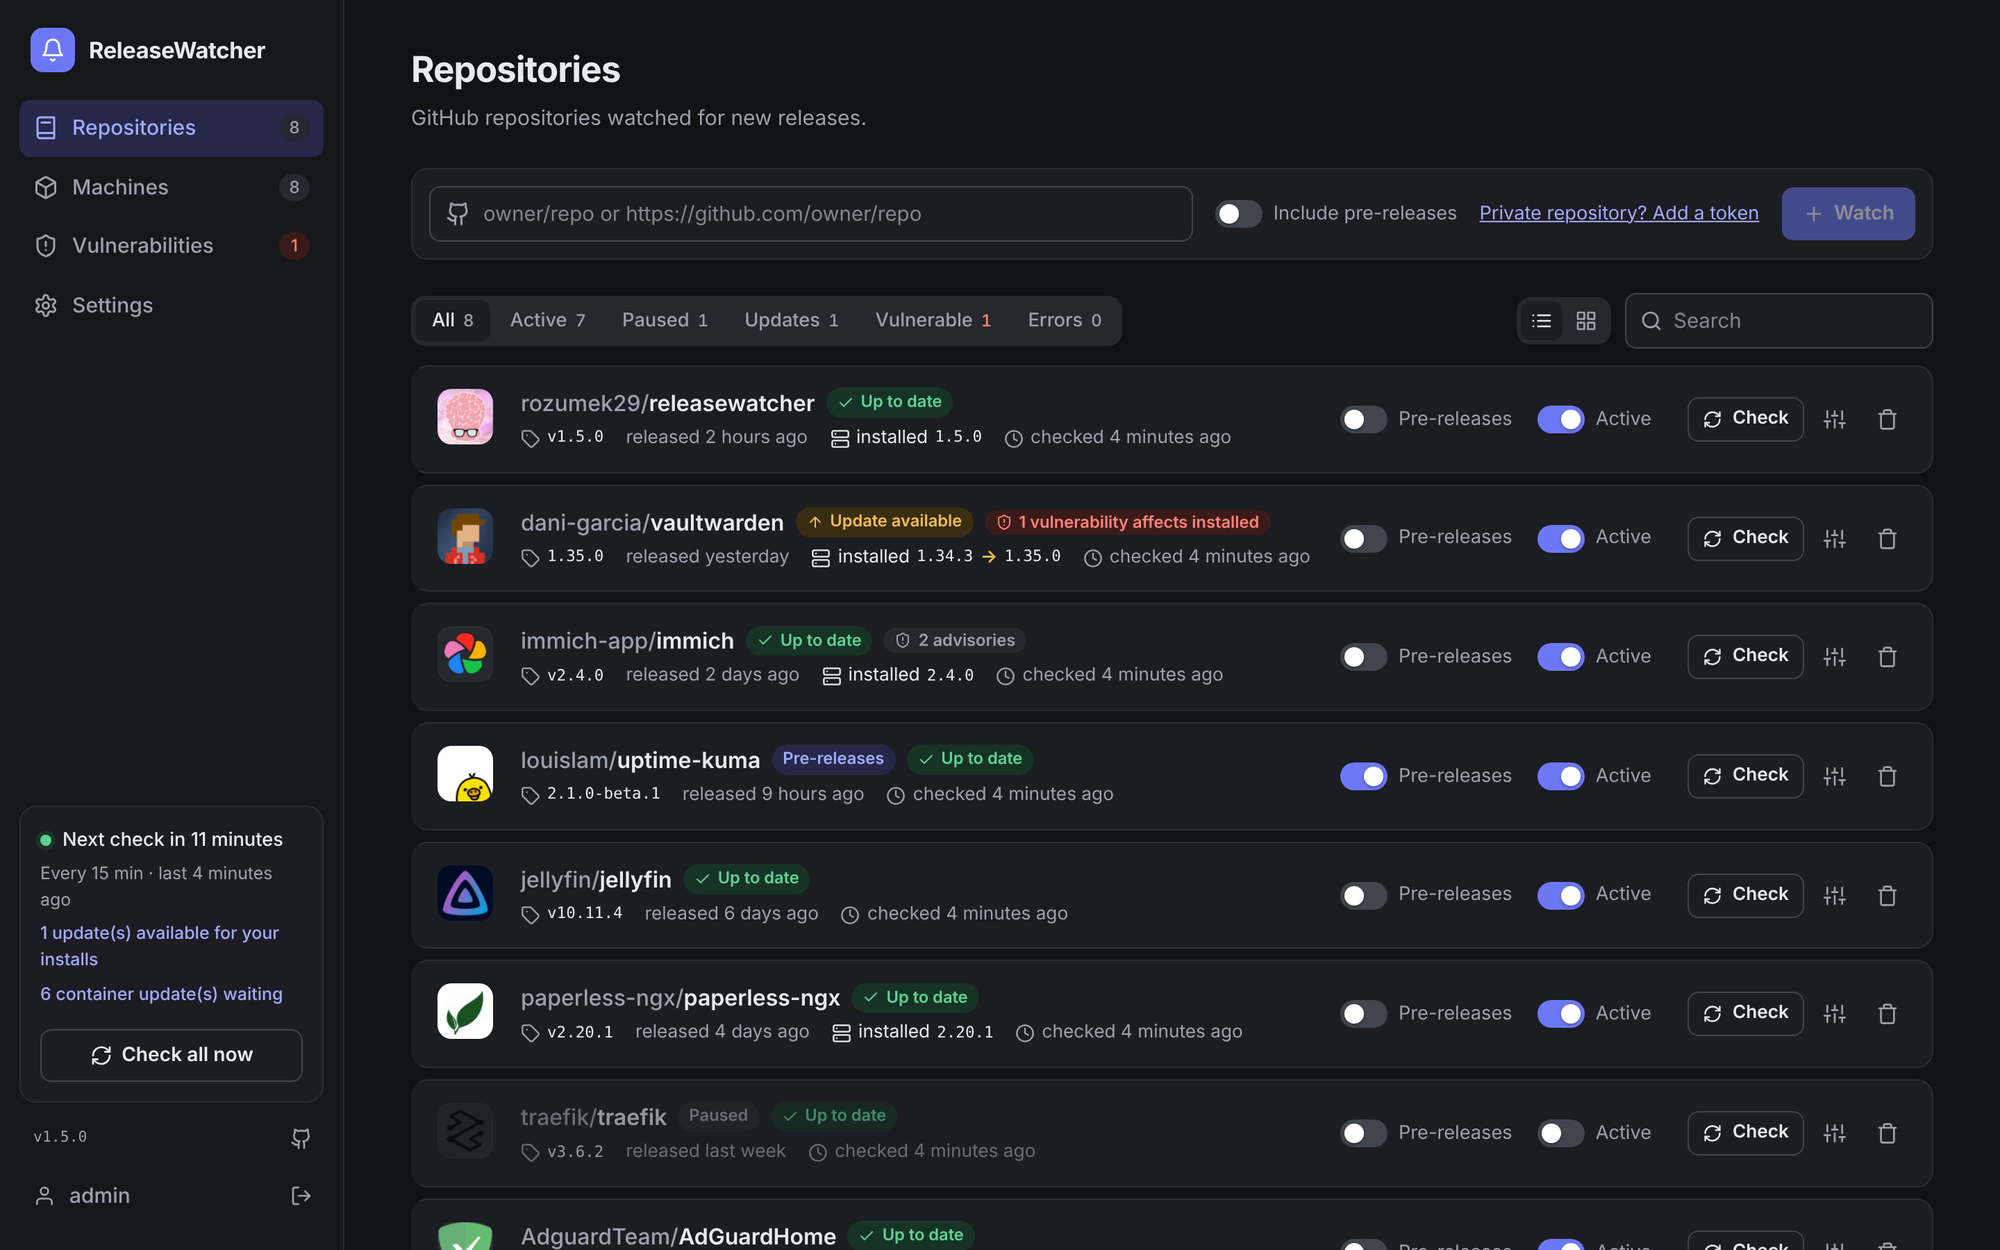 ReleaseWatcher
Repositories 8
Machines 8
Vulnerabilities 1
Settings
Next check in 11 minutes
Every 15 min · last 4 minutes
ago
1 update(s) available for your
installs
6 container update(s) waiting
Check all now
v1.5.0
admin
Repositories
GitHub repositories watched for new releases.
owner/repo or https://github.com/owner/repo Include pre-releases Private repository? Add a token + Watch
All 8 Active 7 Paused 1 Updates 1 Vulnerable 1 Errors 0 Search
rozumek29/releasewatcher Up to date
v1.5.0 released 2 hours ago installed 1.5.0 checked 4 minutes ago
Pre-releases Active Check
dani-garcia/vaultwarden Update available 1 vulnerability affects installed
1.35.0 released yesterday installed 1.34.3 → 1.35.0 checked 4 minutes ago
Pre-releases Active Check
immich-app/immich Up to date 2 advisories
v2.4.0 released 2 days ago installed 2.4.0 checked 4 minutes ago
Pre-releases Active Check
louislam/uptime-kuma Pre-releases Up to date
2.1.0-beta.1 released 9 hours ago checked 4 minutes ago
Pre-releases Active Check
jellyfin/jellyfin Up to date
v10.11.4 released 6 days ago checked 4 minutes ago
Pre-releases Active Check
paperless-ngx/paperless-ngx Up to date
v2.20.1 released 4 days ago installed 2.20.1 checked 4 minutes ago
Pre-releases Active Check
traefik/traefik Paused Up to date
v3.6.2 released last week checked 4 minutes ago
Pre-releases Active Check
AdguardTeam/AdGuardHome Up to date
Pre-releases Active Check